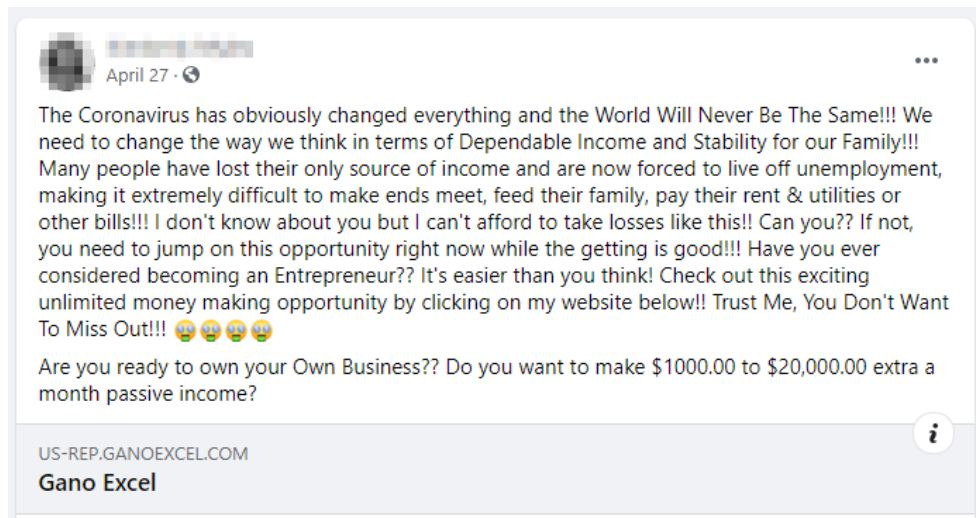 April 27 ·
The Coronavirus has obviously changed everything and the World Will Never Be The Same!!! We
need to change the way we think in terms of Dependable Income and Stability for our Family!!!
Many people have lost their only source of income and are now forced to live off unemployment,
making it extremely difficult to make ends meet, feed their family, pay their rent & utilities or
other bills!!! I don't know about you but I can't afford to take losses like this!! Can you?? If not,
you need to jump on this opportunity right now while the getting is good!!! Have you ever
considered becoming an Entrepreneur?? It's easier than you think! Check out this exciting
unlimited money making opportunity by clicking on my website below!! Trust Me, You Don't Want
To Miss Out!!! 🤑🤑🤑🤑
Are you ready to own your Own Business?? Do you want to make $1000.00 to $20,000.00 extra a
month passive income?
US-REP.GANOEXCEL.COM
Gano Excel